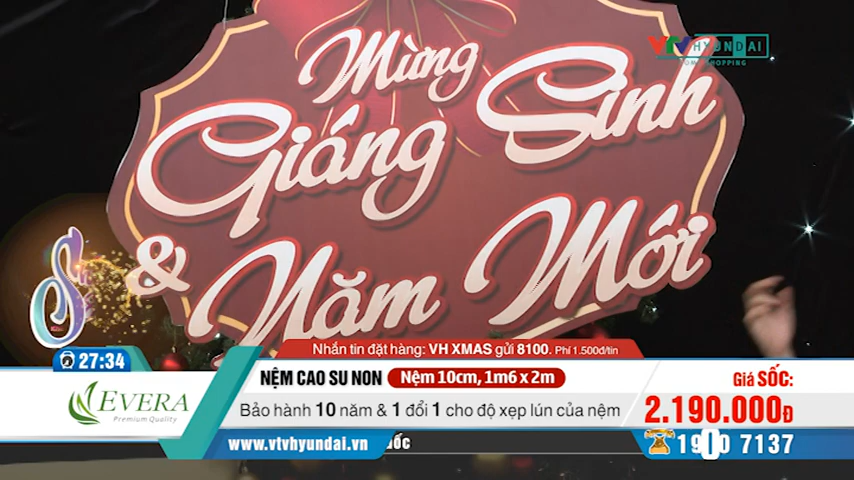 VTV HYUNDAI
HOME SHOPPING
Mừng
Giáng Sinh
& Năm Mới
27:34
Nhắn tin đặt hàng: VH XMAS gửi 8100. Phí 1.500đ/tin
EVERA
Premium Quality
NỆM CAO SU NON Nệm 10cm, 1m6 x 2m
Bảo hành 10 năm & 1 đổi 1 cho độ xẹp lún của nệm
Giá SỐC:
2.190.000Đ
www.vtvhyundai.vn
7137